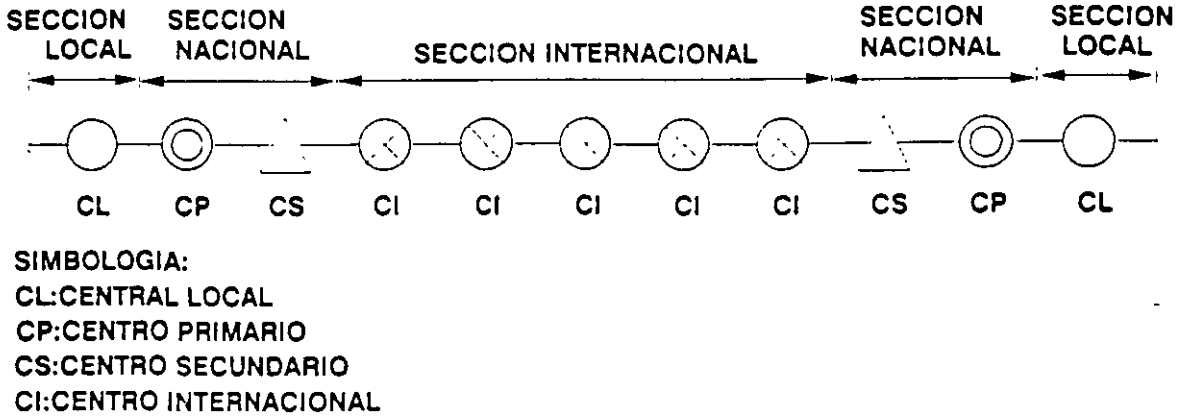 SECCION LOCAL
SECCION NACIONAL
SECCION INTERNACIONAL
SECCION NACIONAL
SECCION LOCAL
CL CP CS CI CI CI CI CI CS CP CL
SIMBOLOGIA:
CL:CENTRAL LOCAL
CP:CENTRO PRIMARIO
CS:CENTRO SECUNDARIO
CI:CENTRO INTERNACIONAL